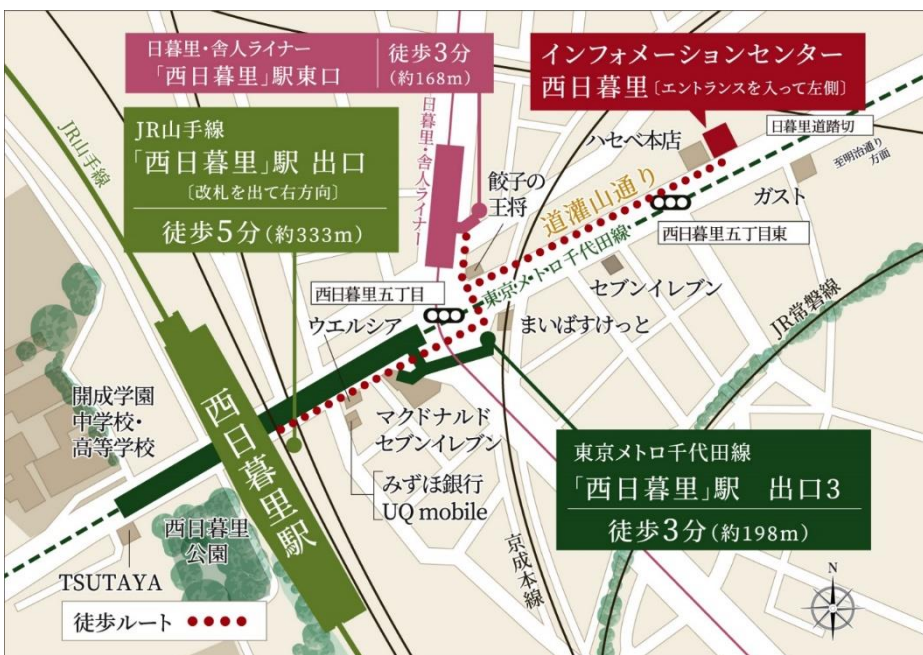 日暮里・舎人ライナー
「西日暮里」駅東口
徒歩3分
(約168m)
インフォメーションセンター
西日暮里〔エントランスを入って左側〕
JR山手線
JR山手線
「西日暮里」駅 出口
〔改札を出て右方向〕
徒歩5分(約333m)
日暮里・舎人ライナー
ハセベ本店
日暮里道踏切
至明治通り
方面
餃子の
王将
道灌山通り
ガスト
西日暮里五丁目東
東京メトロ千代田線
セブンイレブン
西日暮里五丁目
ウエルシア
まいばすけっと
JR常磐線
開成学園
中学校・
高等学校
西日暮里駅
マクドナルド
セブンイレブン
みずほ銀行
UQ mobile
東京メトロ千代田線
「西日暮里」駅 出口3
徒歩3分(約198m)
西日暮里
公園
京成本線
TSUTAYA
N
徒歩ルート